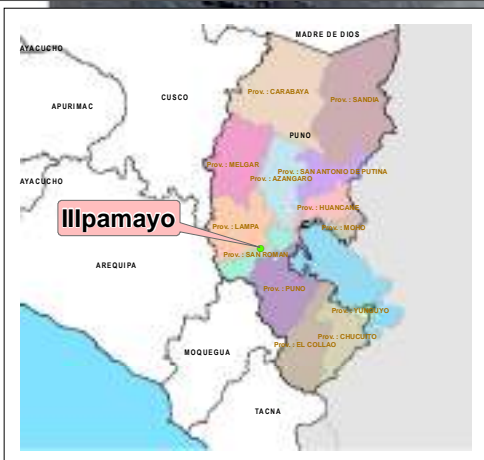 MADRE DE DIOS
AYACUCHO
CUSCO
Prov. : CARABAYA
Prov. : SANDIA
APURIMAC
PUNO
Prov. : MELGAR
Prov. : SAN ANTONIO DE PUTINA
Prov. : AZANGARO
AYACUCHO
Prov. : HUANCANE
Illpamayo
Prov. : LAMPA
Prov. : MOHO
Prov. : SAN ROMAN
AREQUIPA
Prov. : PUNO
Prov. : YUNGUYO
Prov. : CHUCUITO
Prov. : EL COLLAO
MOQUEGUA
TACNA